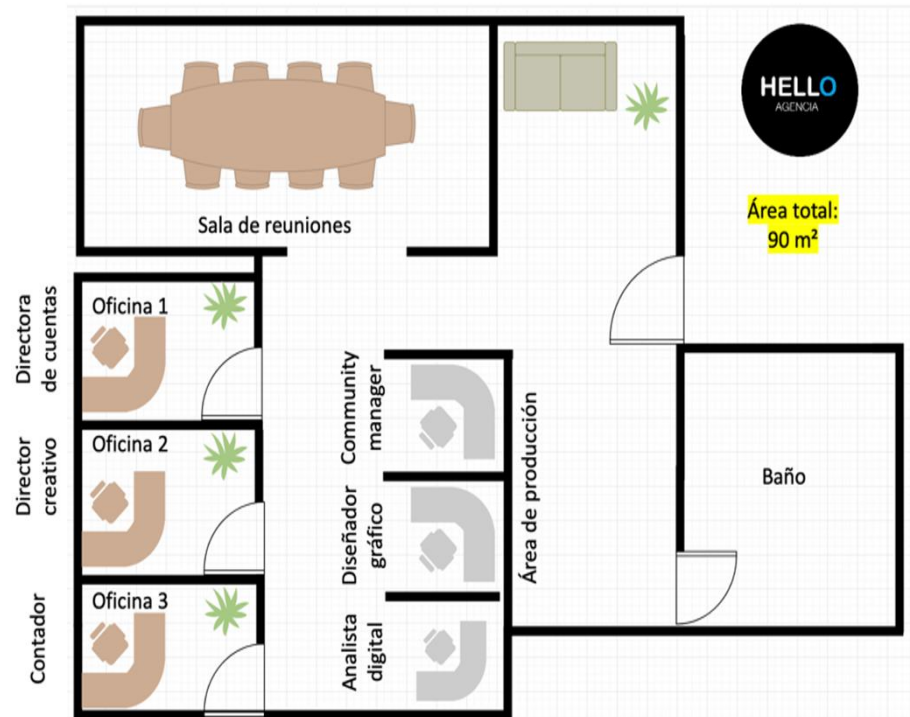 HELLO
AGENCIA
Área total:
90 m²
Sala de reuniones
Directora
de cuentas
Oficina 1
Community
manager
Director
creativo
Oficina 2
Diseñador
gráfico
Área de producción
Baño
Contador
Oficina 3
Analista
digital